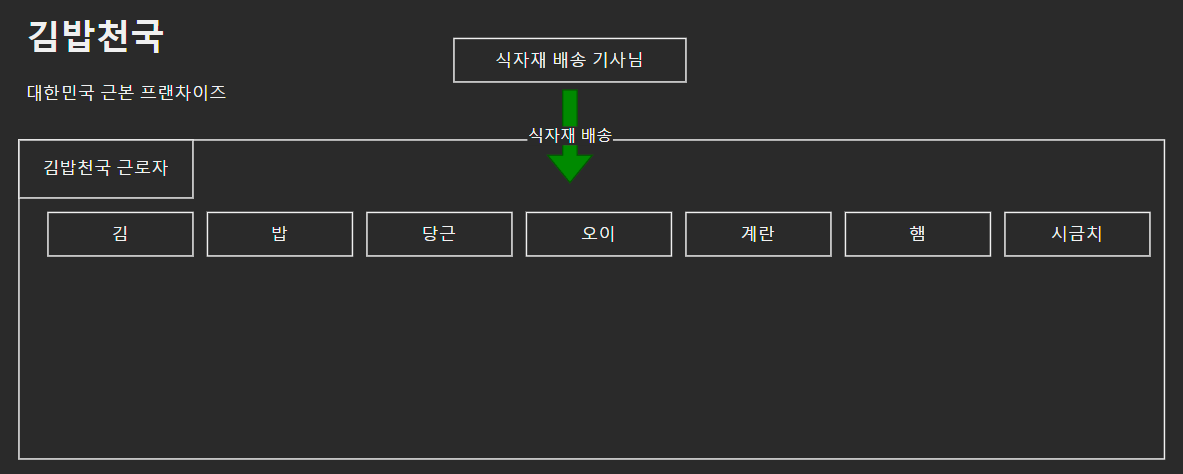 김밥천국
식자재 배송 기사님
대한민국 근본 프랜차이즈
식자재 배송
김밥천국 근로자
김
밥
당근
오이
계란
햄
시금치